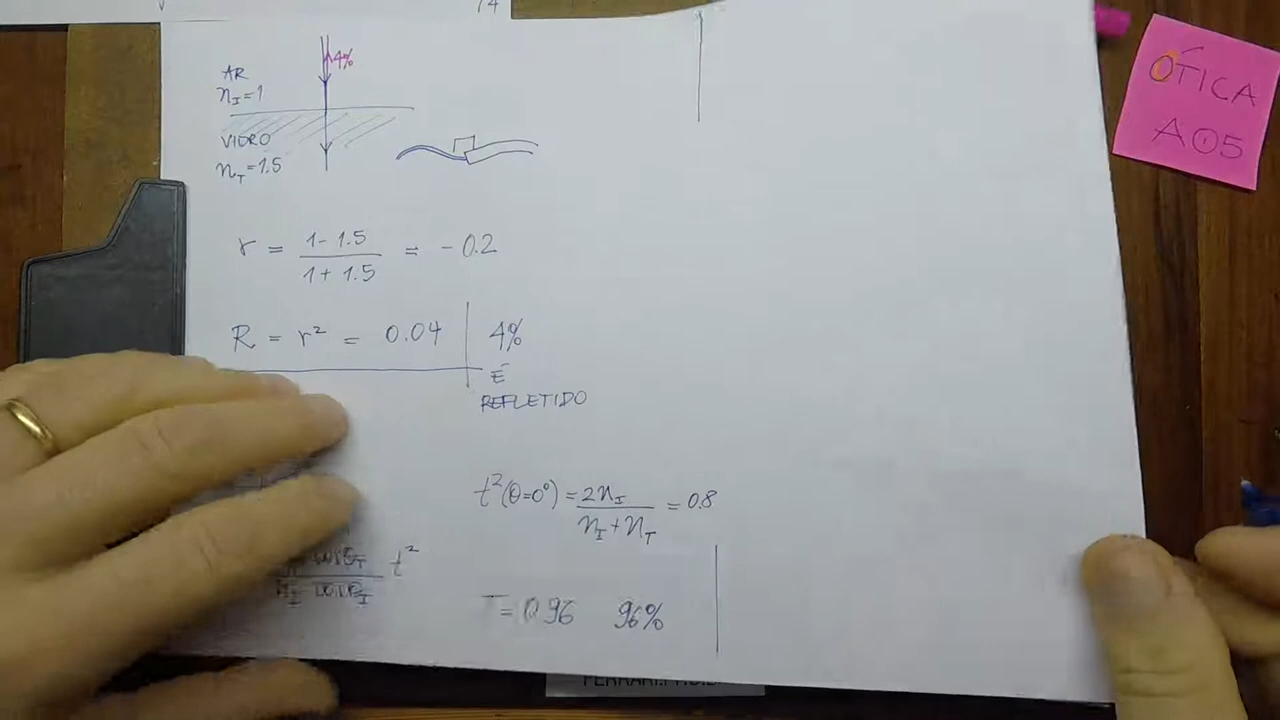 4%
AR
n_I=1
VIDRO
n_T=1.5
r = (1-1.5)/(1+1.5) = -0.2
R = r² = 0.04 | 4%
É
REFLETIDO
t²(θ=0°) = 2n_I/(n_I+n_T) = 0.8
t²
T=0.96 96%
ÓTICA
A05